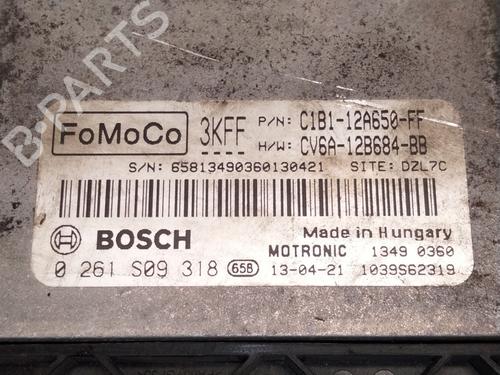 B-PARTS
FoMoCo 3KFF P/N: C1B1-12A650-FF
H/W: CV6A-12B684-BB
S/N: 65813490360130421 SITE: DZL7C
BOSCH Made in Hungary
MOTRONIC 1349 0360
0 261 S09 318 65B 13-04-21 1039S62319